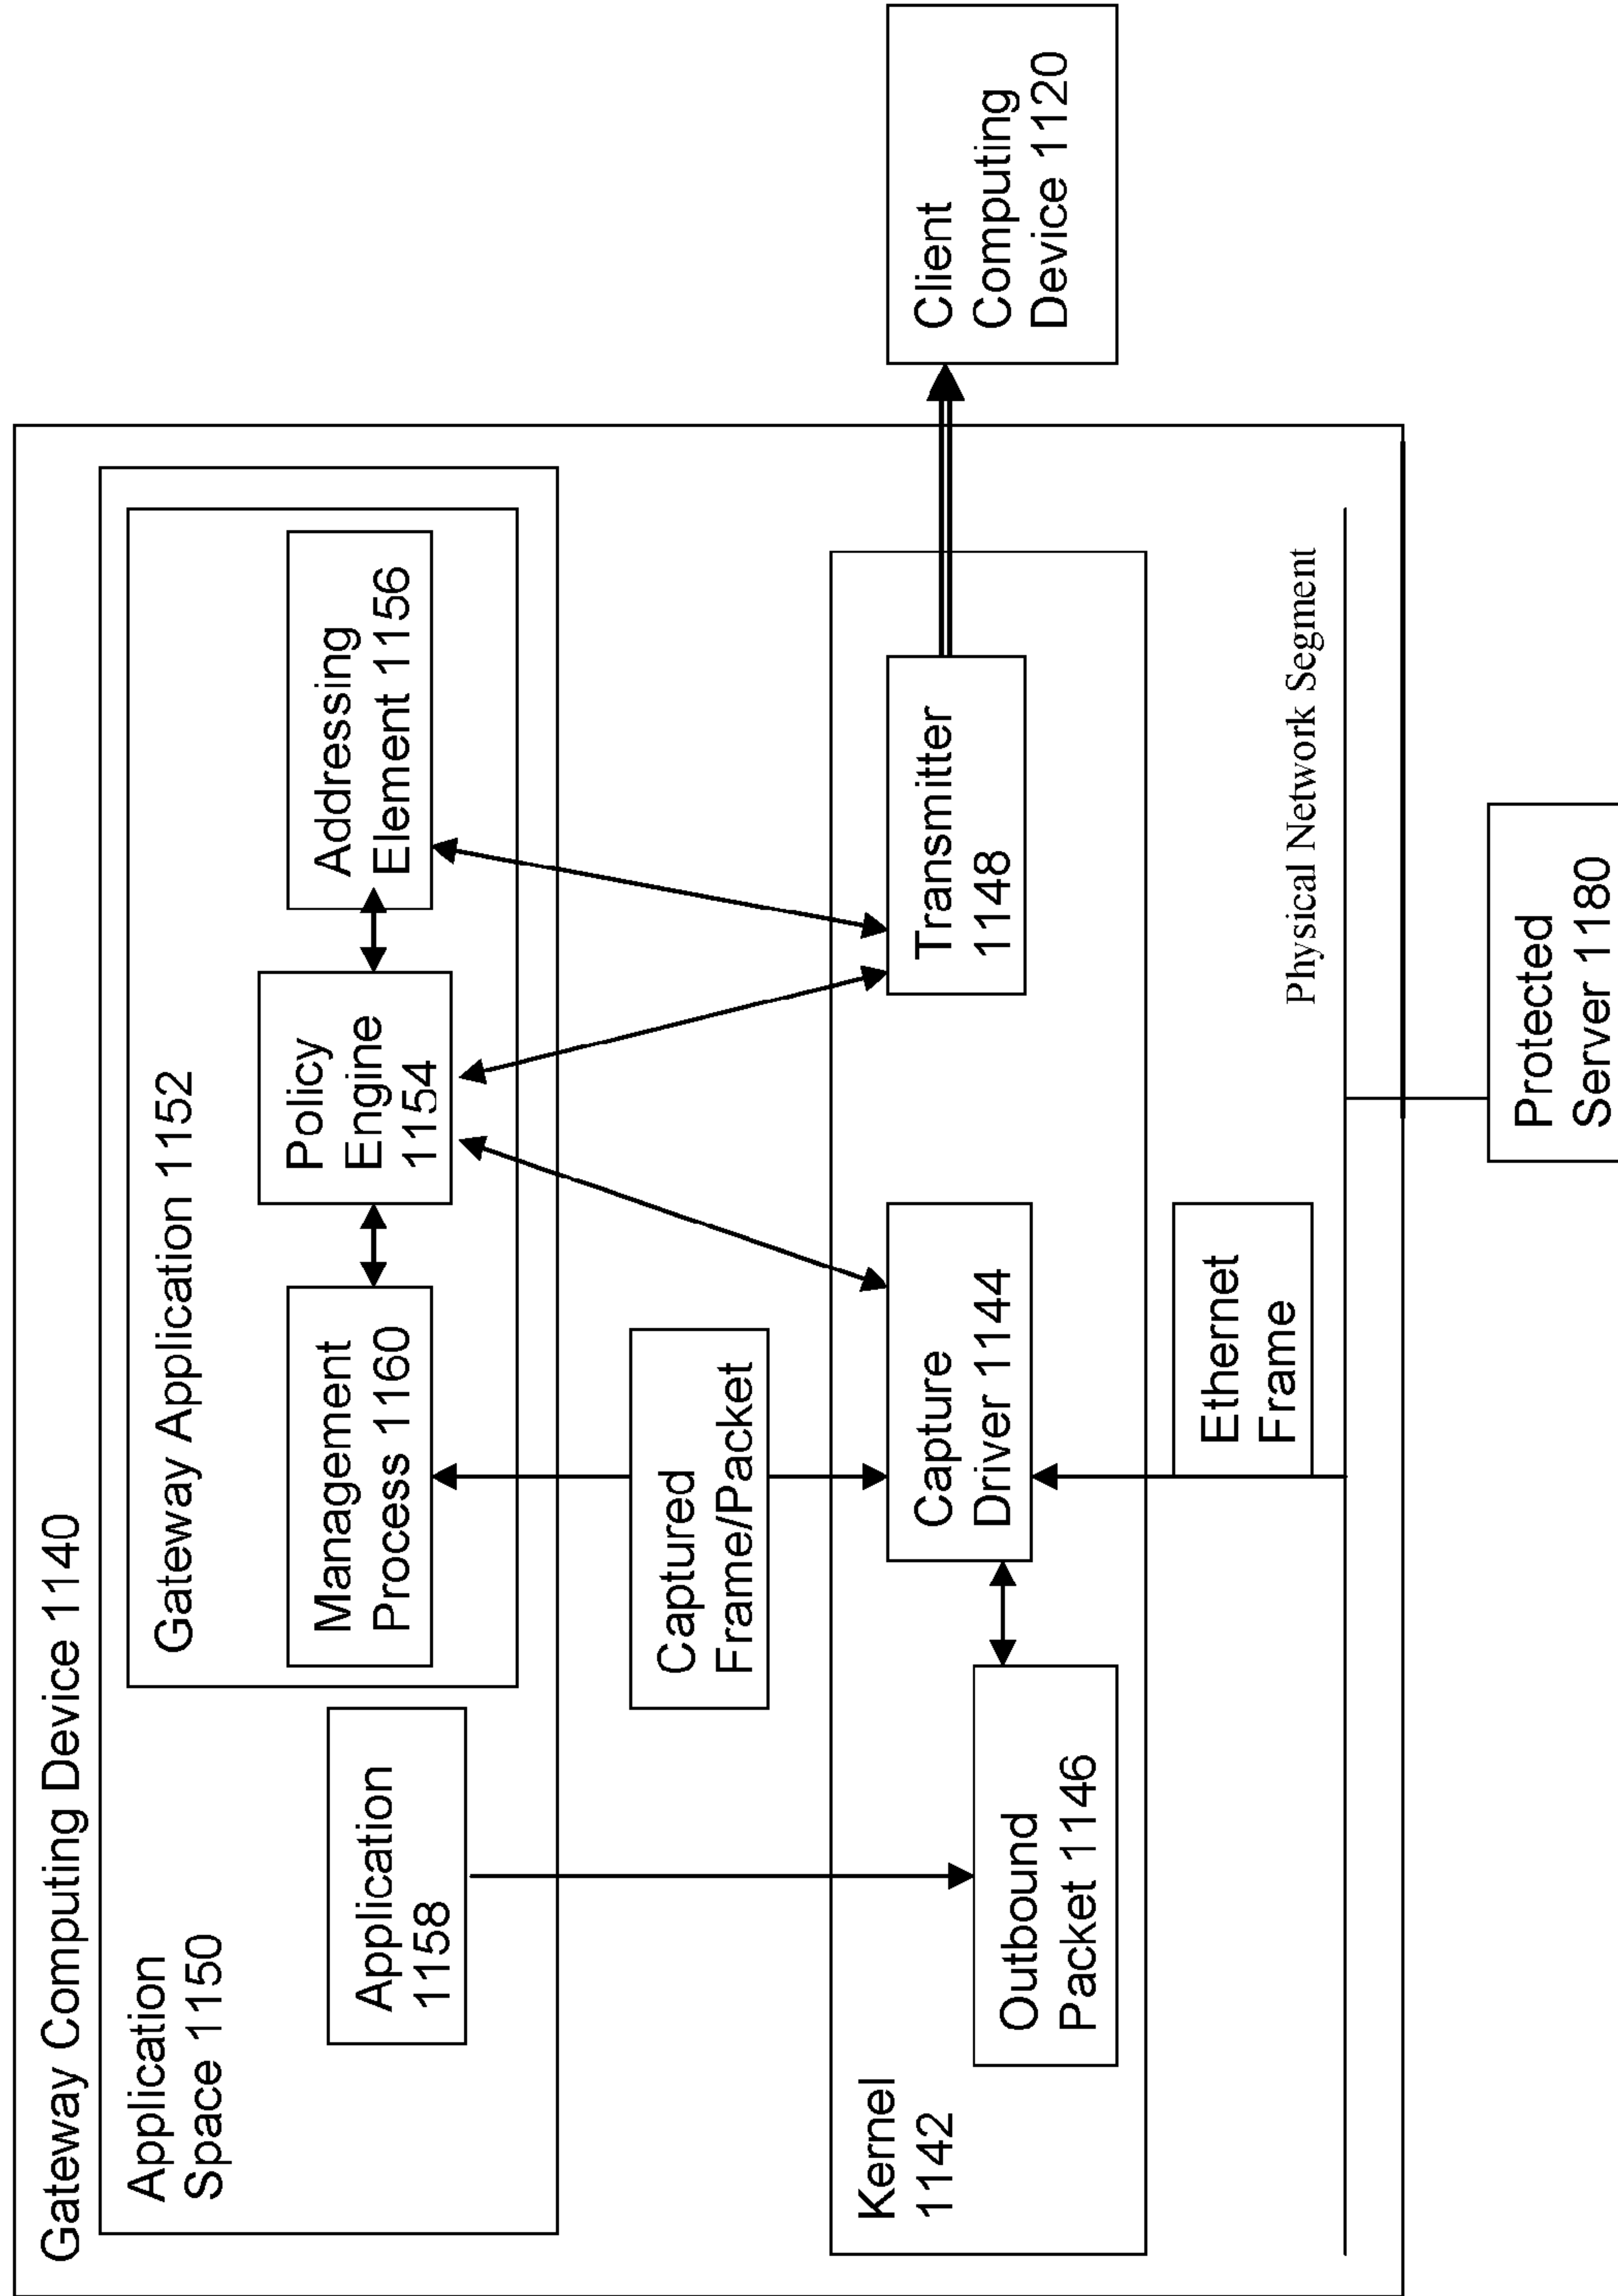 Gateway Computing Device 1140
Application
Space 1150
Gateway Application 1152
Application
1158
Management
Process 1160
Policy
Engine
1154
Addressing
Element 1156
Captured
Frame/Packet
Kernel
1142
Outbound
Packet 1146
Capture
Driver 1144
Transmitter
1148
Client
Computing
Device 1120
Ethernet
Frame
Physical Network Segment
Protected
Server 1180